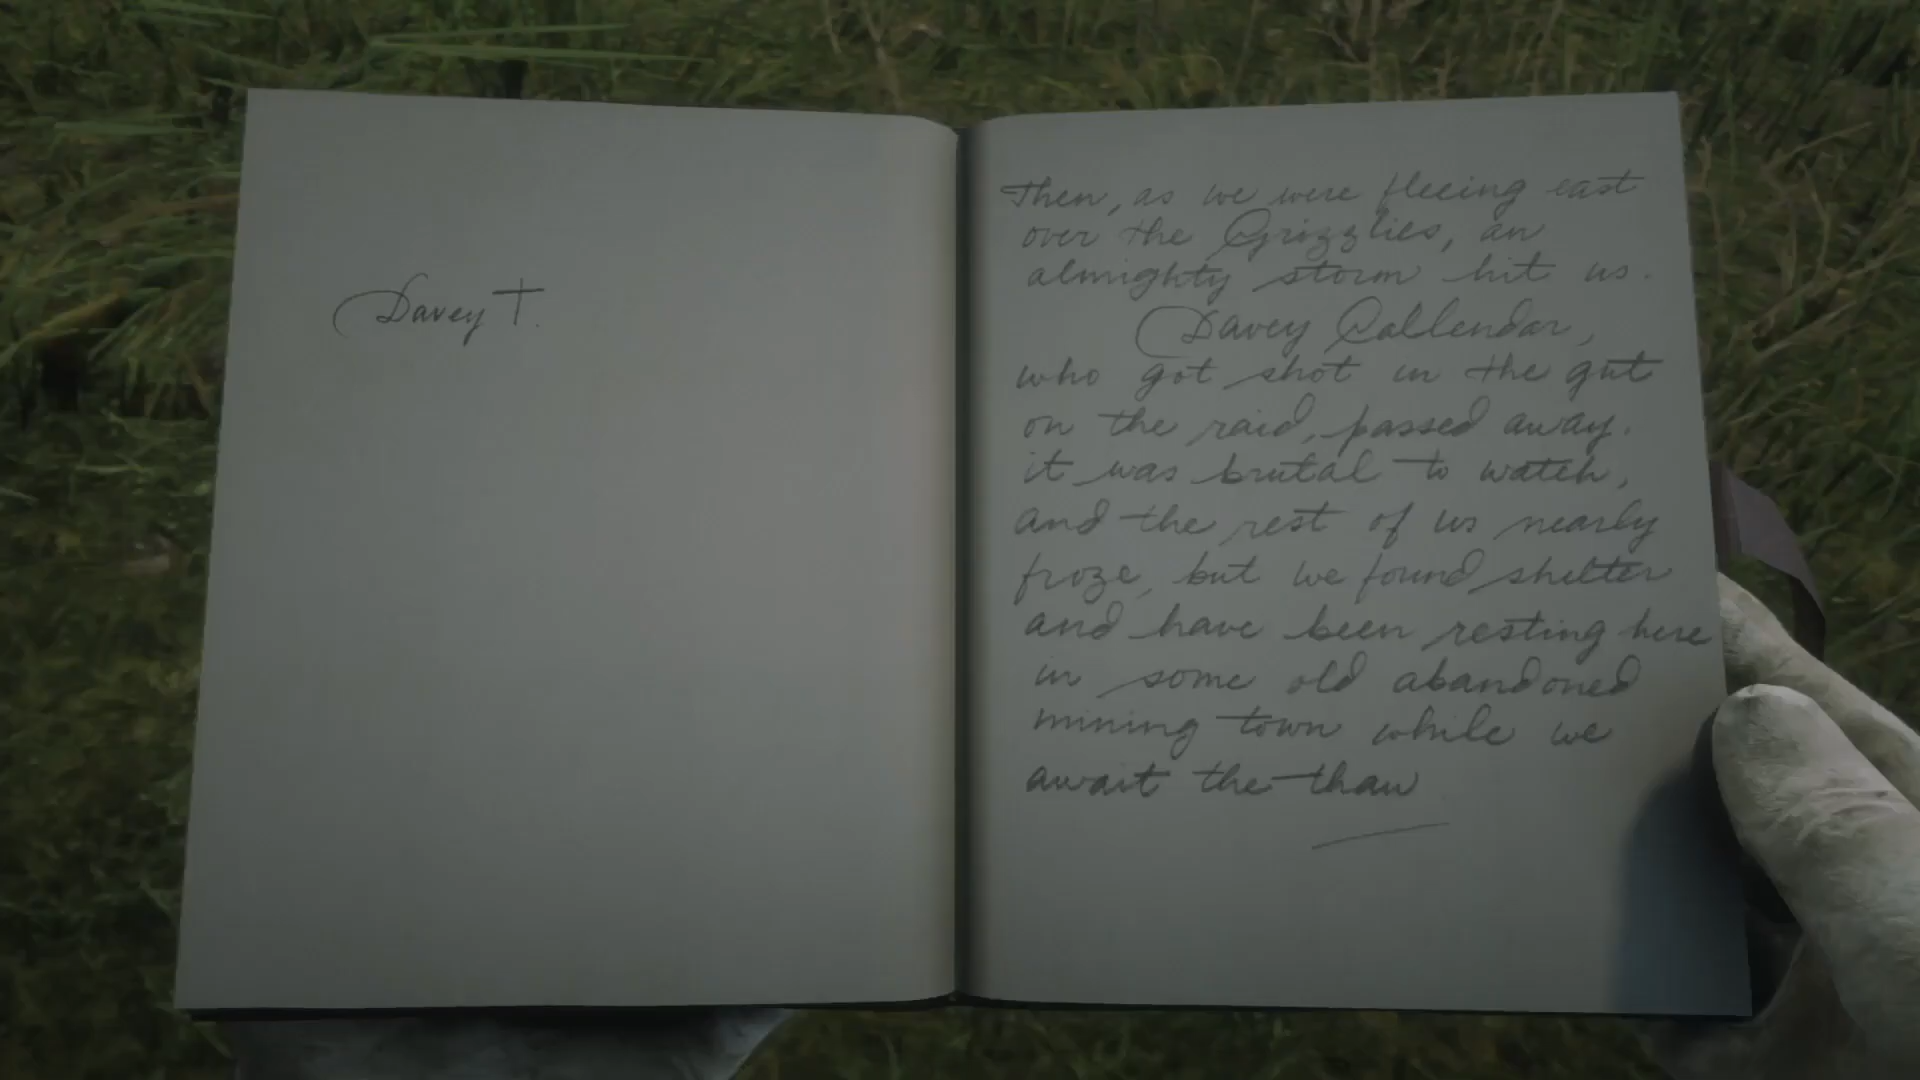 Davey T.
Then, as we were fleeing east
over the Grizzlies, an
almighty storm hit us.
Davey Callendar,
who got shot in the gut
on the raid, passed away.
it was brutal to watch,
and the rest of us nearly
froze, but we found shelter
and have been resting here
in some old abandoned
mining town while we
await the thaw